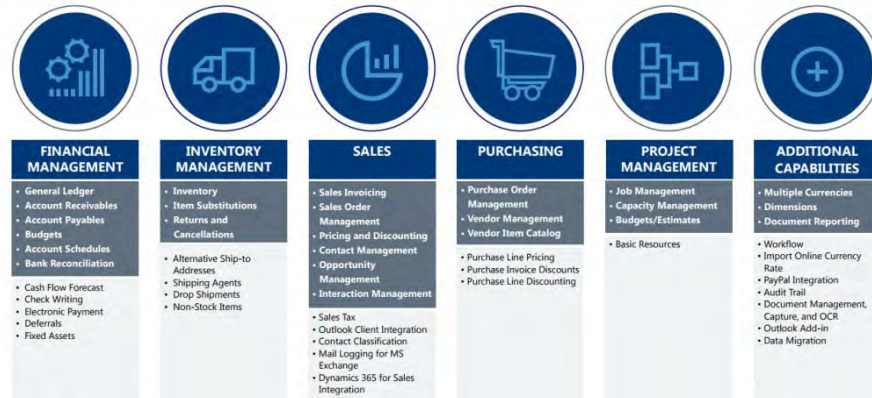 FINANCIAL
MANAGEMENT
• General Ledger
• Account Receivables
• Account Payables
• Budgets
• Account Schedules
• Bank Reconciliation
• Cash Flow Forecast
• Check Writing
• Electronic Payment
• Deferrals
• Fixed Assets
INVENTORY
MANAGEMENT
• Inventory
• Item Substitutions
• Returns and
Cancellations
• Alternative Ship-to
Addresses
• Shipping Agents
• Drop Shipments
• Non-Stock Items
SALES
• Sales Invoicing
• Sales Order
Management
• Pricing and Discounting
• Contact Management
• Opportunity
Management
• Interaction Management
• Sales Tax
• Outlook Client Integration
• Contact Classification
• Mail Logging for MS
Exchange
• Dynamics 365 for Sales
Integration
PURCHASING
• Purchase Order
Management
• Vendor Management
• Vendor Item Catalog
• Purchase Line Pricing
• Purchase Invoice Discounts
• Purchase Line Discounting
PROJECT
MANAGEMENT
• Job Management
• Capacity Management
• Budgets/Estimates
• Basic Resources
ADDITIONAL
CAPABILITIES
• Multiple Currencies
• Dimensions
• Document Reporting
• Workflow
• Import Online Currency
Rate
• PayPal Integration
• Audit Trail
• Document Management,
Capture, and OCR
• Outlook Add-in
• Data Migration